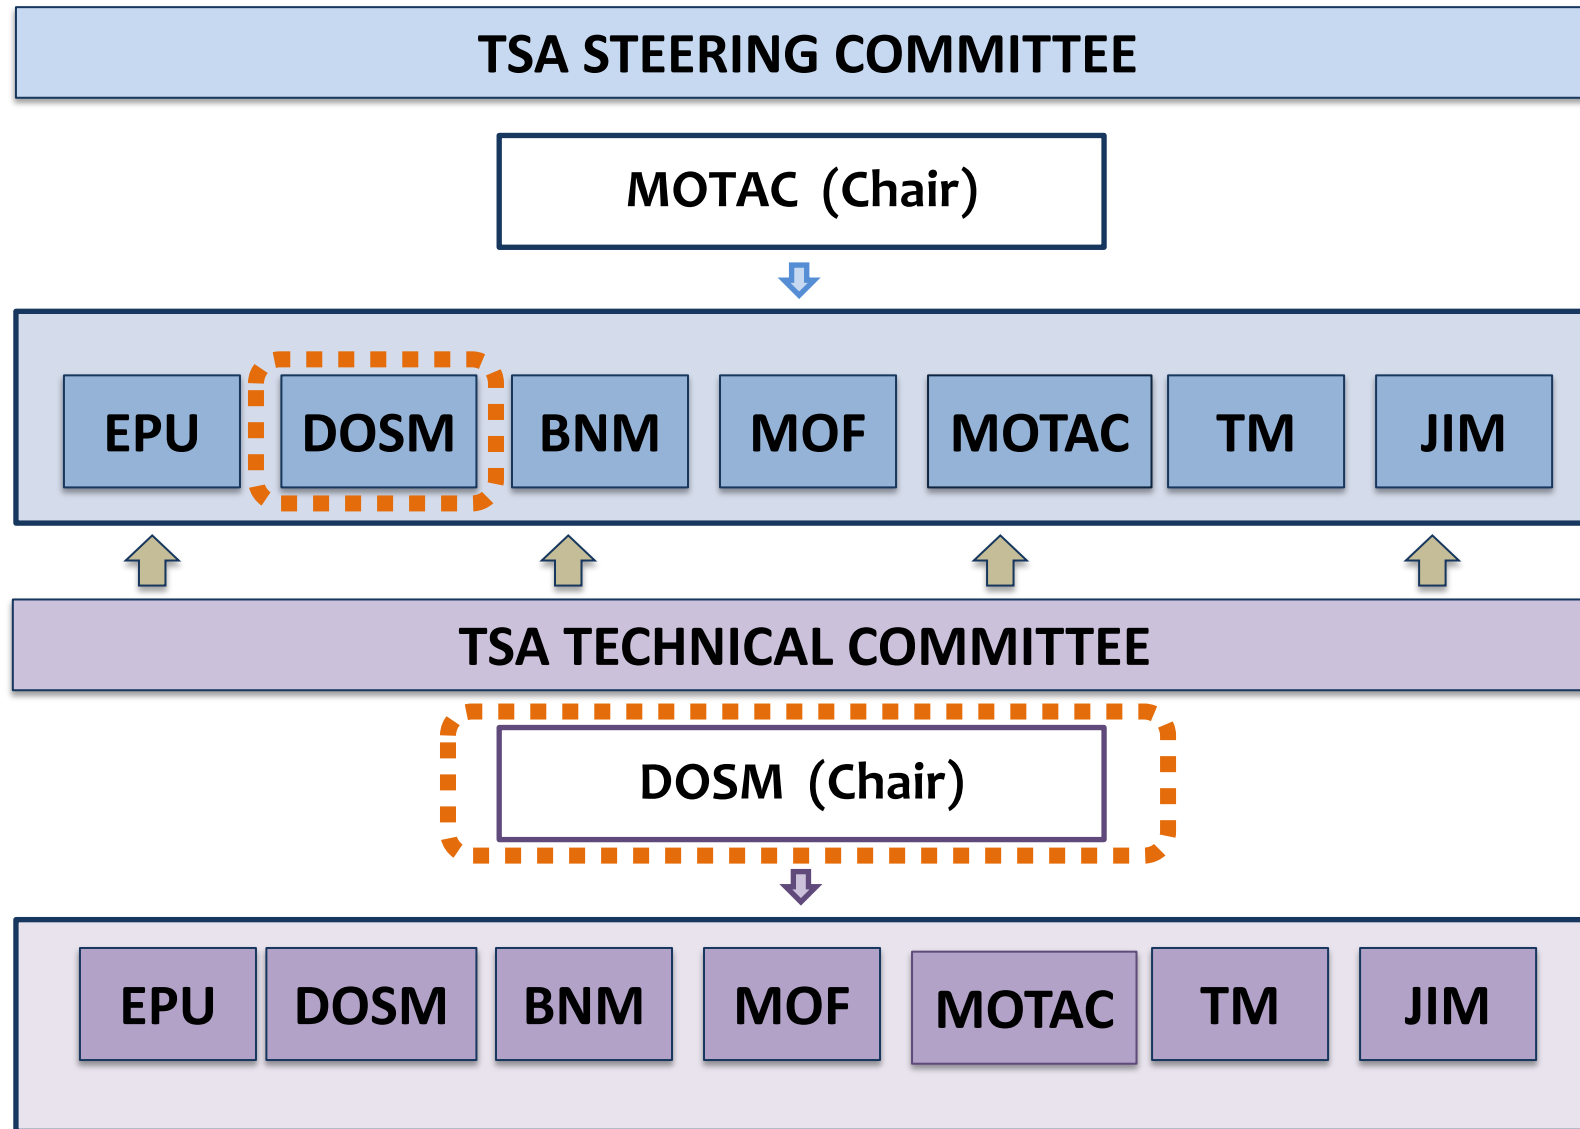 TSA STEERING COMMITTEE
MOTAC (Chair)
EPU DOSM BNM MOF MOTAC TM JIM
TSA TECHNICAL COMMITTEE
DOSM (Chair)
EPU DOSM BNM MOF MOTAC TM JIM